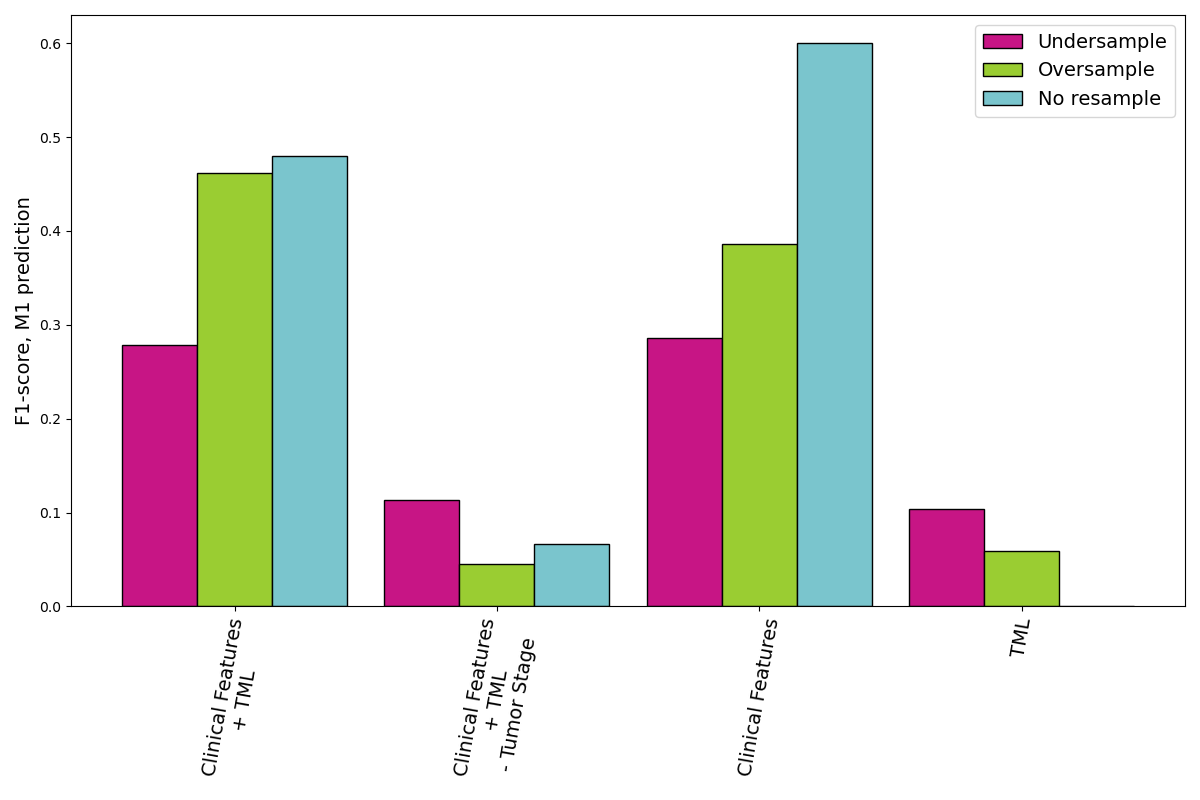 F1-score, M1 prediction
0.6
0.5
0.4
0.3
0.2
0.1
0.0
Undersample
Oversample
No resample
Clinical Features
+ TML
Clinical Features
+ TML
- Tumor Stage
Clinical Features
TML